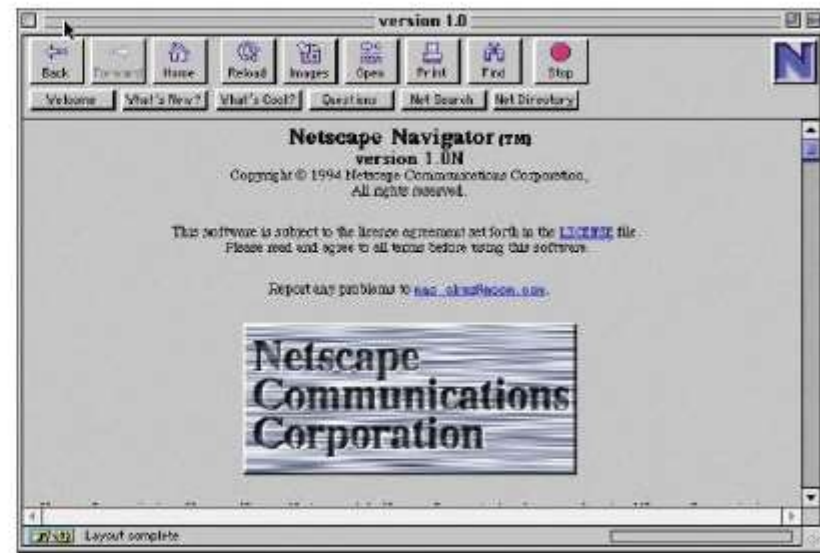 version 1.0
Back Forward Home Reload Images Open Print Find Stop
N
Welcome What's New? What's Cool? Questions Net Search Net Directory
Netscape Navigator (TM)
version 1.0N
Copyright © 1994 Netscape Communications Corporation,
All rights reserved.
This software is subject to the license agreement set forth in the LICENSE file.
Please read and agree to all terms before using this software.
Report any problems to
Netscape
Communications
Corporation
Layout complete